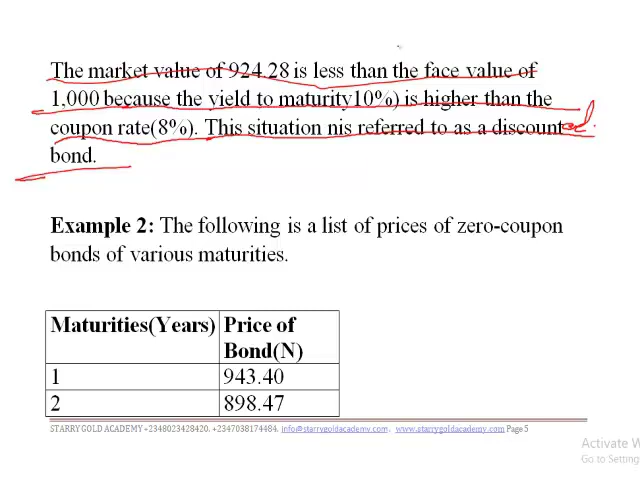 The market value of 924.28 is less than the face value of
1,000 because the yield to maturity10%) is higher than the
coupon rate(8%). This situation nis referred to as a discounted.
bond.
Example 2: The following is a list of prices of zero-coupon
bonds of various maturities.
Maturities(Years) Price of
Bond(N)
1 943.40
2 898.47
STARRY GOLD ACADEMY +2348023428420, +2347038174484, info@starrygoldacademy.com, www.starrygoldacademy.com Page 5
Activate W
Go to Setting